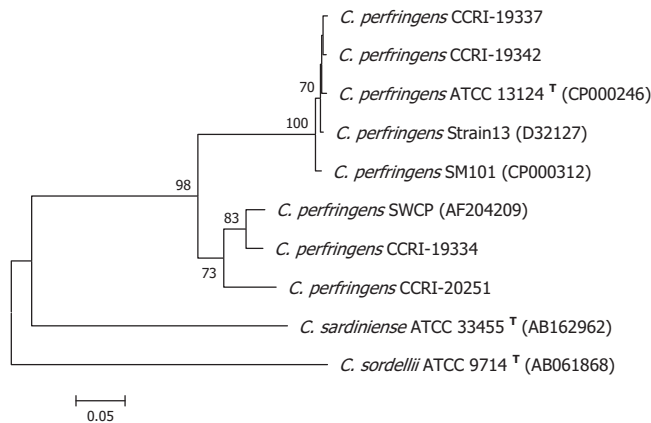 C. perfringens CCRI-19337
C. perfringens CCRI-19342
70
C. perfringens ATCC 13124 T (CP000246)
100
C. perfringens Strain13 (D32127)
C. perfringens SM101 (CP000312)
98
83
C. perfringens SWCP (AF204209)
C. perfringens CCRI-19334
73
C. perfringens CCRI-20251
C. sardiniense ATCC 33455 T (AB162962)
C. sordellii ATCC 9714 T (AB061868)
0.05